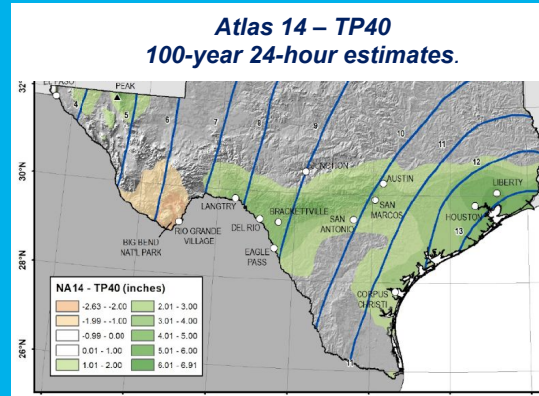 Atlas 14 – TP40
100-year 24-hour estimates.
PEAK
32°
4
5
6
7
8
9
10
11
12
30°N
AUSTIN
LIBERTY
LANGTRY
BRACKETTVILLE
SAN
MARCOS
HOUSTON
DEL RIO
SAN
ANTONIO
13
RIO GRANDE
VILLAGE
BIG BEND
NAT'L PARK
EAGLE
PASS
28°N
CORPUS
CHRISTI
NA14 - TP40 (inches)
-2.63 - -2.00
2.01 - 3.00
-1.99 - -1.00
3.01 - 4.00
-0.99 - 0.00
4.01 - 5.00
0.01 - 1.00
5.01 - 6.00
1.01 - 2.00
6.01 - 6.91
26°N